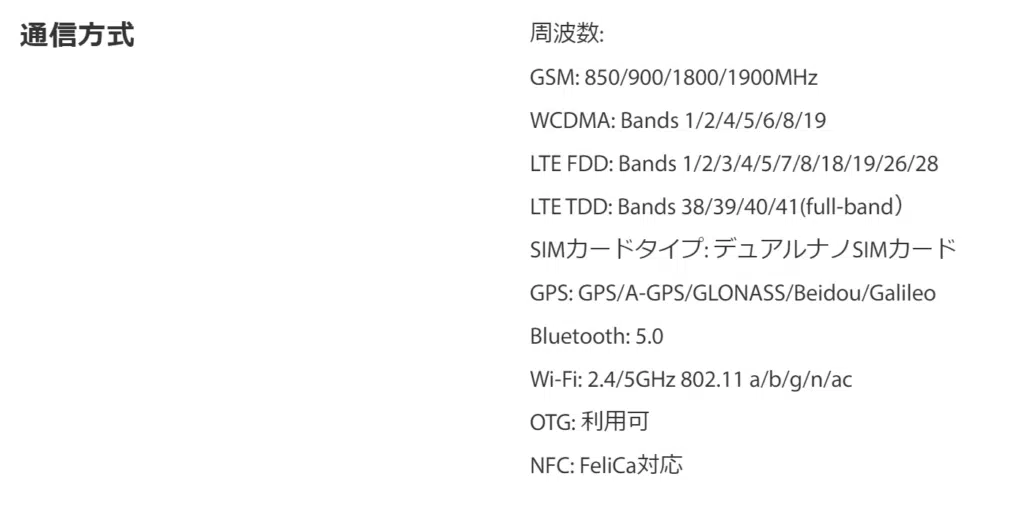 通信方式
周波数:
GSM: 850/900/1800/1900MHz
WCDMA: Bands 1/2/4/5/6/8/19
LTE FDD: Bands 1/2/3/4/5/7/8/18/19/26/28
LTE TDD: Bands 38/39/40/41(full-band）
SIMカードタイプ: デュアルナノSIMカード
GPS: GPS/A-GPS/GLONASS/Beidou/Galileo
Bluetooth: 5.0
Wi-Fi: 2.4/5GHz 802.11 a/b/g/n/ac
OTG: 利用可
NFC: FeliCa対応